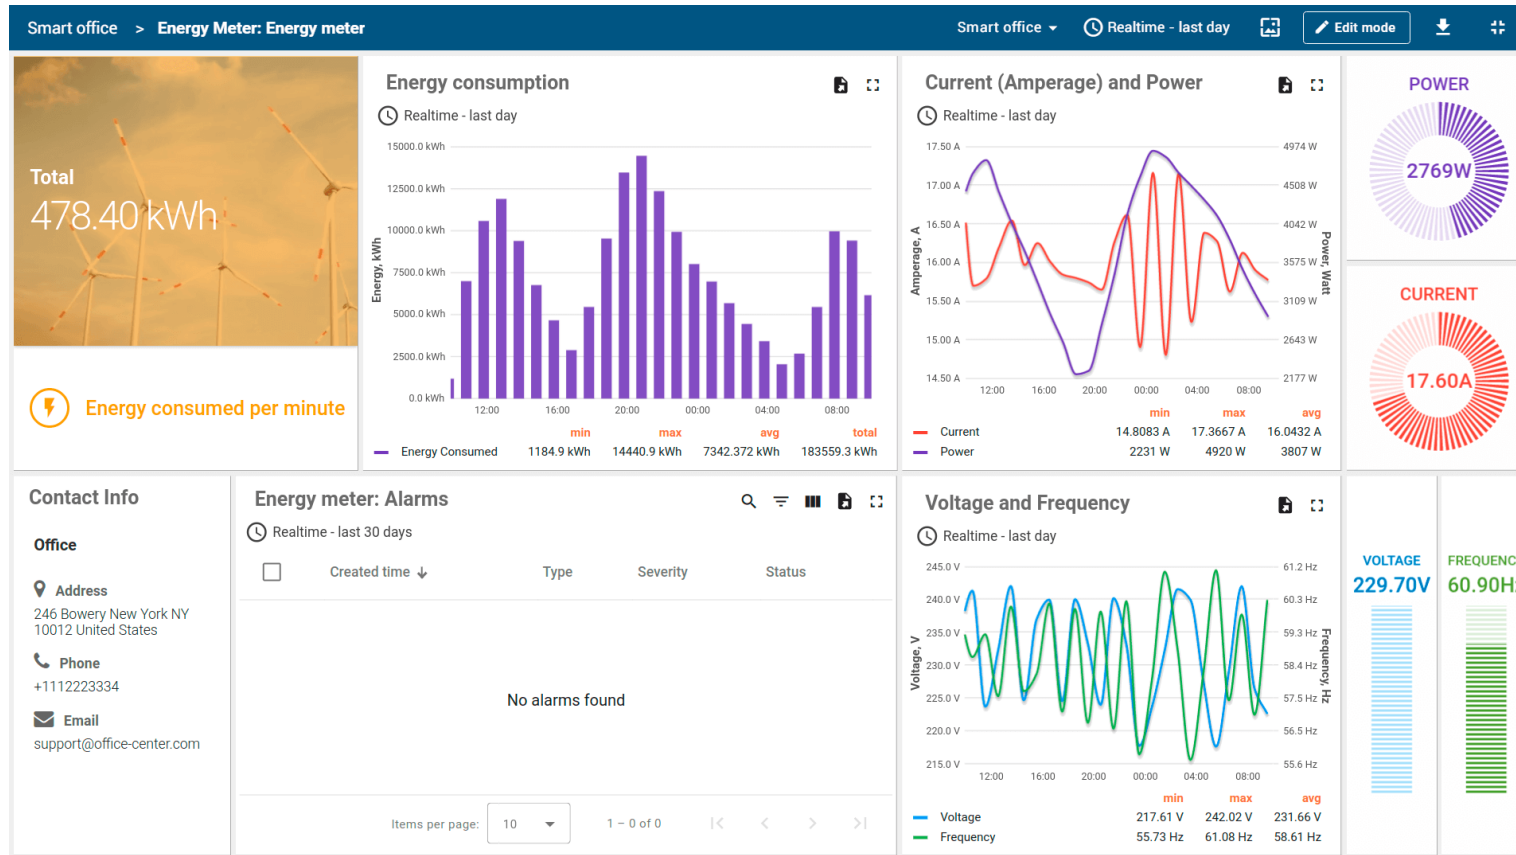 Smart office > Energy Meter: Energy meter
Smart office Realtime - last day Edit mode
Total
478.40 kWh
Energy consumed per minute
Energy consumption
Realtime - last day
15000.0 kWh
12500.0 kWh
10000.0 kWh
7500.0 kWh
5000.0 kWh
2500.0 kWh
0.0 kWh
Energy, kWh
12:00 16:00 20:00 00:00 04:00 08:00
min max avg total
Energy Consumed 1184.9 kWh 14440.9 kWh 7342.372 kWh 183559.3 kWh
Current (Amperage) and Power
Realtime - last day
17.50 A 4974 W
17.00 A 4508 W
16.50 A 4042 W
16.00 A 3575 W
15.50 A 3109 W
15.00 A 2643 W
14.50 A 2177 W
Amperage, A
Power, Watt
12:00 16:00 20:00 00:00 04:00 08:00
min max avg
Current 14.8083 A 17.3667 A 16.0432 A
Power 2231 W 4920 W 3807 W
POWER
2769W
CURRENT
17.60A
Contact Info
Office
Address
246 Bowery New York NY
10012 United States
Phone
+1112223334
Email
support@office-center.com
Energy meter: Alarms
Realtime - last 30 days
Created time Type Severity Status
No alarms found
Items per page: 10 1 – 0 of 0
Voltage and Frequency
Realtime - last day
245.0 V 61.2 Hz
240.0 V 60.3 Hz
235.0 V 59.3 Hz
230.0 V 58.4 Hz
225.0 V 57.5 Hz
220.0 V 56.5 Hz
215.0 V 55.6 Hz
Voltage, V
Frequency, Hz
12:00 16:00 20:00 00:00 04:00 08:00
min max avg
Voltage 217.61 V 242.02 V 231.66 V
Frequency 55.73 Hz 61.08 Hz 58.61 Hz
VOLTAGE
229.70V
FREQUENC
60.90H